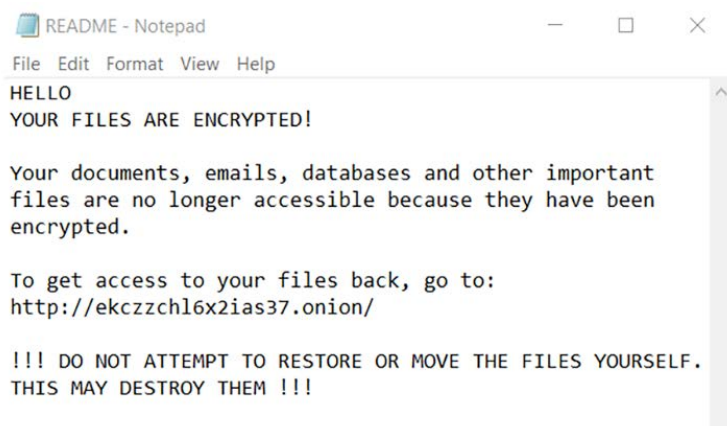 README - Notepad
File Edit Format View Help
HELLO
YOUR FILES ARE ENCRYPTED!
Your documents, emails, databases and other important
files are no longer accessible because they have been
encrypted.
To get access to your files back, go to:
http://ekczzchl6x2ias37.onion/
!!! DO NOT ATTEMPT TO RESTORE OR MOVE THE FILES YOURSELF.
THIS MAY DESTROY THEM !!!